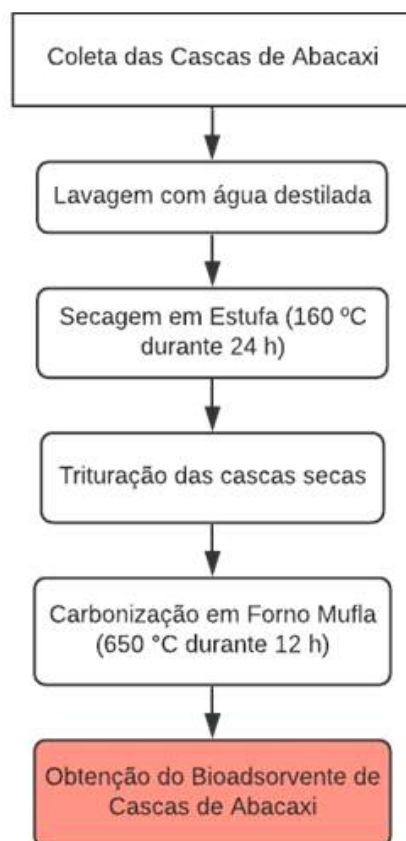 Coleta das Cascas de Abacaxi
Lavagem com água destilada
Secagem em Estufa (160 ºC
durante 24 h)
Trituração das cascas secas
Carbonização em Forno Mufla
(650 °C durante 12 h)
Obtenção do Bioadsorvente de
Cascas de Abacaxi